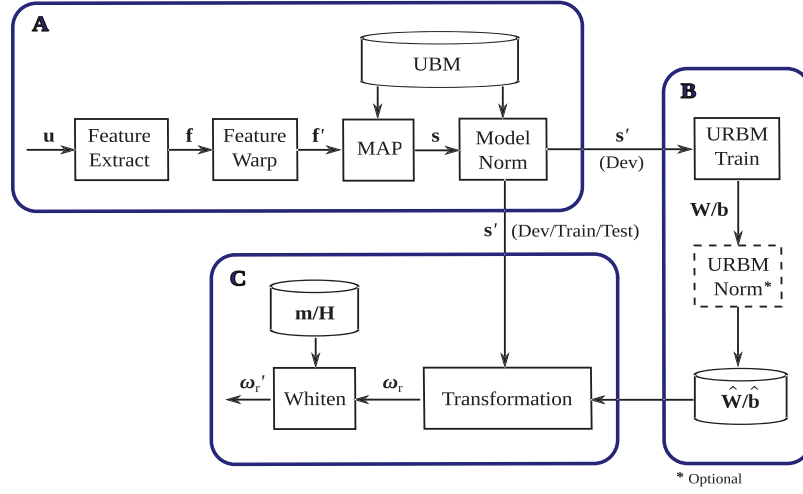 A
UBM
B
u
Feature
Extract
f
Feature
Warp
f′
MAP
s
Model
Norm
s′
(Dev)
URBM
Train
W/b
s′ (Dev/Train/Test)
URBM
Norm*
C
m/H
ω_r′
Whiten
ω_r
Transformation
Ŵ/b̂
* Optional